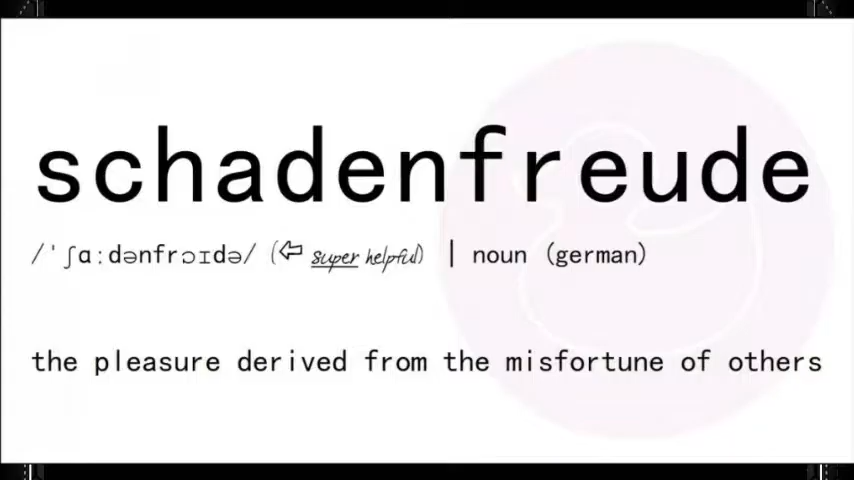 schadenfreude
/ˈʃɑːdənfrɔɪdə/ (⇦ super helpful) | noun (german)
the pleasure derived from the misfortune of others